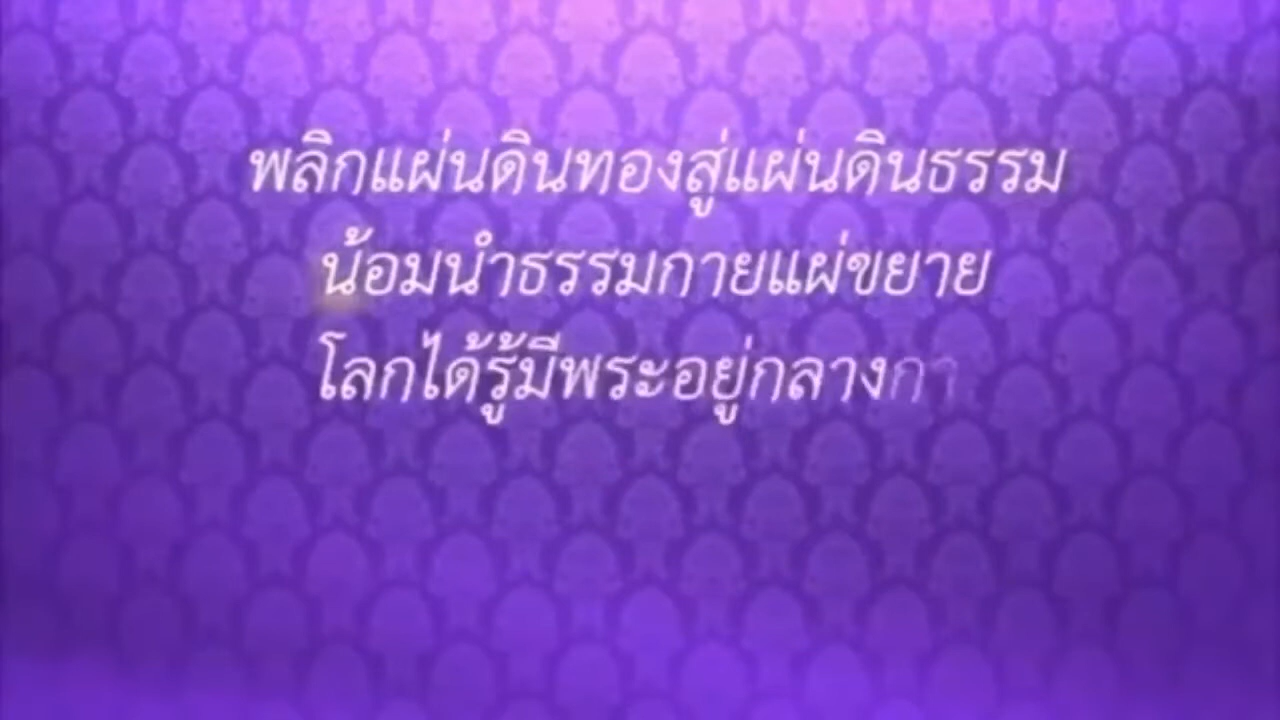 พลิกแผ่นดินทองสู่แผ่นดินธรรม
น้อมนำธรรมกายแผ่ขยาย
โลกได้รู้มีพระอยู่กลางกา